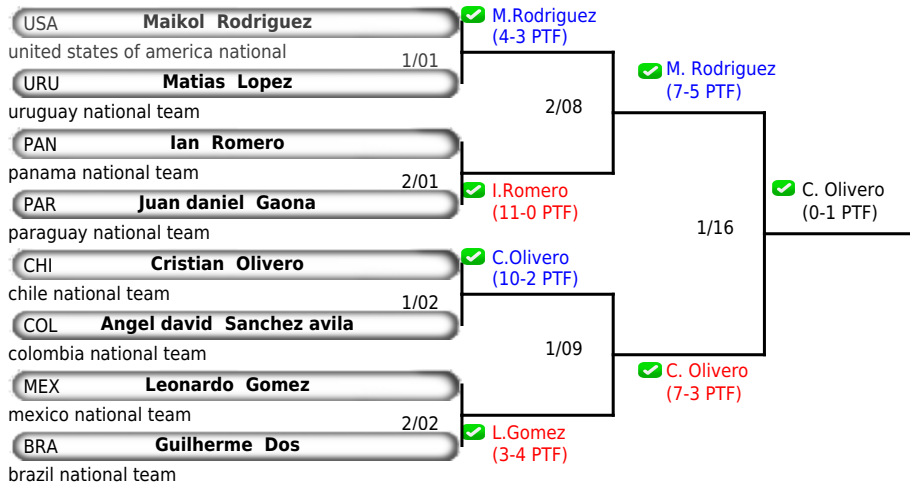 USA Maikol Rodriguez
united states of america national
1/01
URU Matias Lopez
uruguay national team
PAN Ian Romero
panama national team
2/01
PAR Juan daniel Gaona
paraguay national team
CHI Cristian Olivero
chile national team
1/02
COL Angel david Sanchez avila
colombia national team
MEX Leonardo Gomez
mexico national team
2/02
BRA Guilherme Dos
brazil national team
M.Rodriguez
(4-3 PTF)
2/08
I.Romero
(11-0 PTF)
C.Olivero
(10-2 PTF)
1/09
L.Gomez
(3-4 PTF)
M. Rodriguez
(7-5 PTF)
1/16
C. Olivero
(7-3 PTF)
C. Olivero
(0-1 PTF)